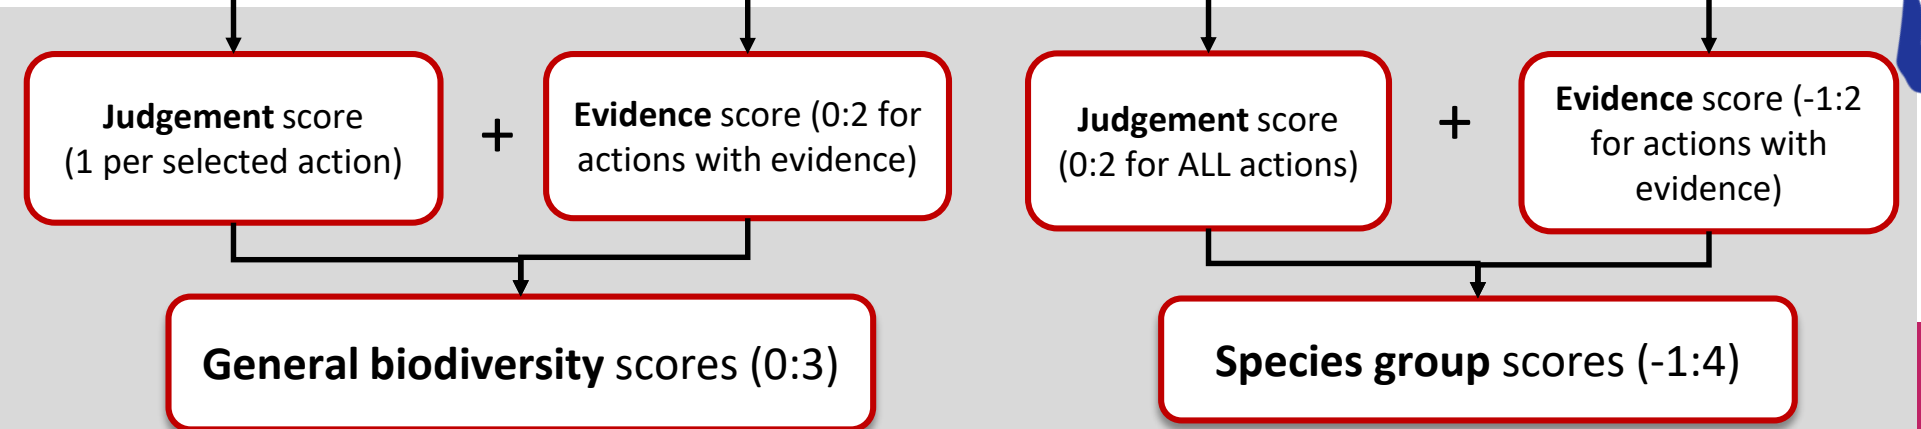 Judgement score
(1 per selected action)
+
Evidence score (0:2 for
actions with evidence)
Judgement score
(0:2 for ALL actions)
+
Evidence score (-1:2
for actions with
evidence)
General biodiversity scores (0:3)
Species group scores (-1:4)